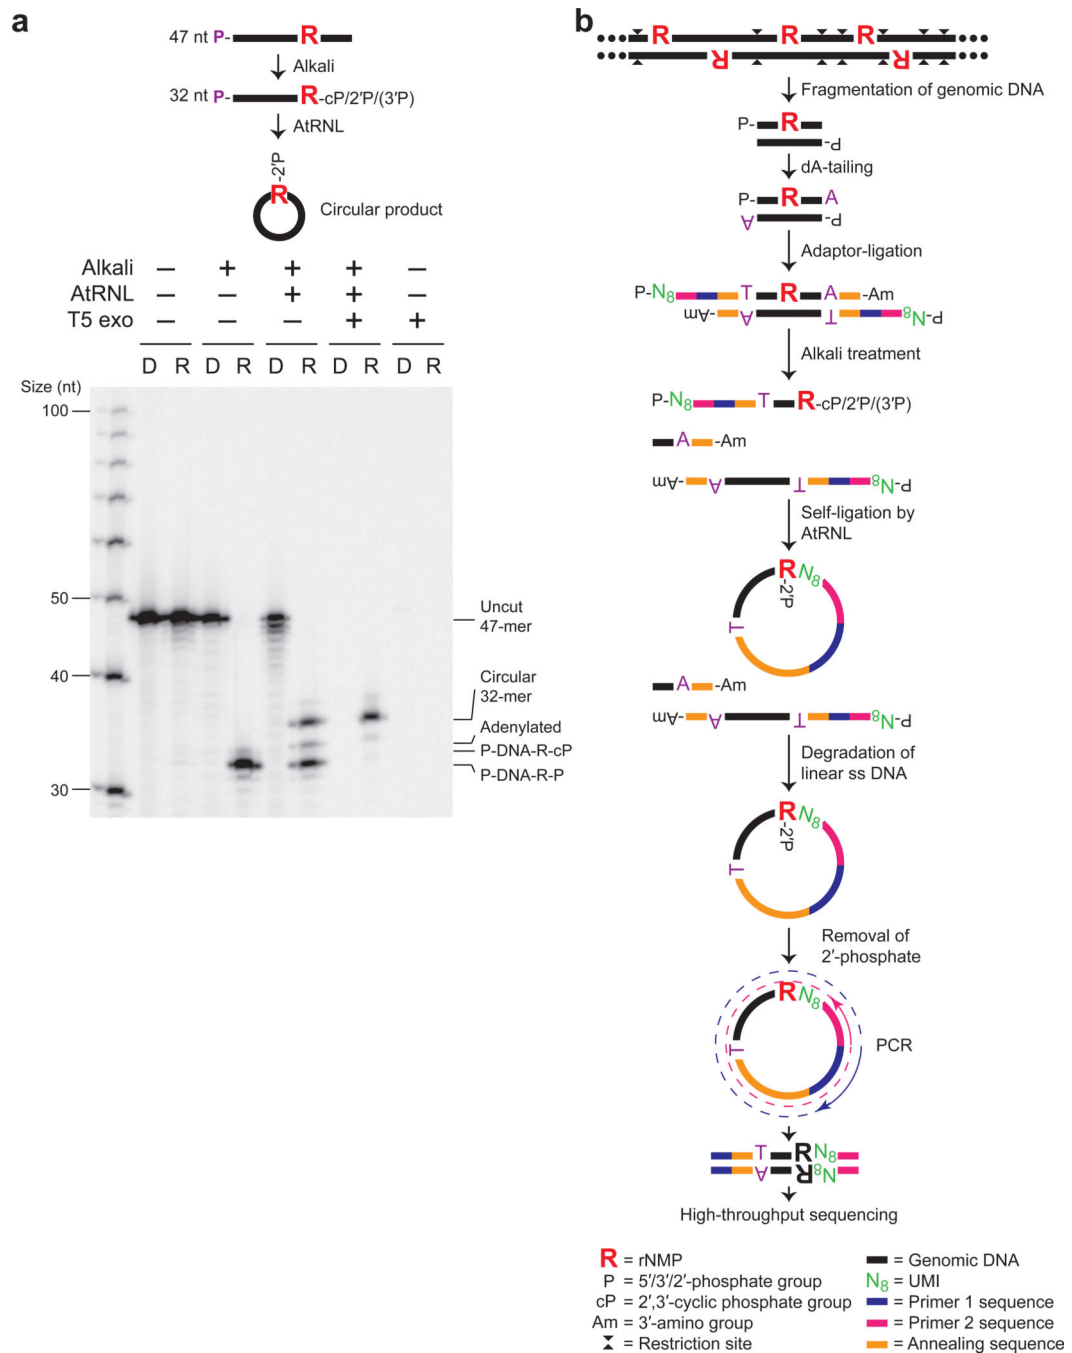 a
47 nt P- R
Alkali
32 nt P- R-cP/2′P/(3′P)
AtRNL
R-2′P
Circular product
Alkali – + + + –
AtRNL – – + + –
T5 exo – – – + +
D R D R D R D R D R
Size (nt)
100
50
40
30
Uncut
47-mer
Circular
32-mer
Adenylated
P-DNA-R-cP
P-DNA-R-P
b
R R R
R R
Fragmentation of genomic DNA
P- R
-P
dA-tailing
P- R A
A -P
Adaptor-ligation
P-N8 T R A -Am
Am- A T N8-P
Alkali treatment
P-N8 T R-cP/2′P/(3′P)
A -Am
Am- A T N8-P
Self-ligation by
AtRNL
R N8
-2′P
T
A -Am
Am- A T N8-P
Degradation of
linear ss DNA
R N8
-2′P
T
Removal of
2′-phosphate
R N8
T
PCR
T R N8
A R N8
High-throughput sequencing
R = rNMP
P = 5′/3′/2′-phosphate group
cP = 2′,3′-cyclic phosphate group
Am = 3′-amino group
= Restriction site
= Genomic DNA
N8 = UMI
= Primer 1 sequence
= Primer 2 sequence
= Annealing sequence